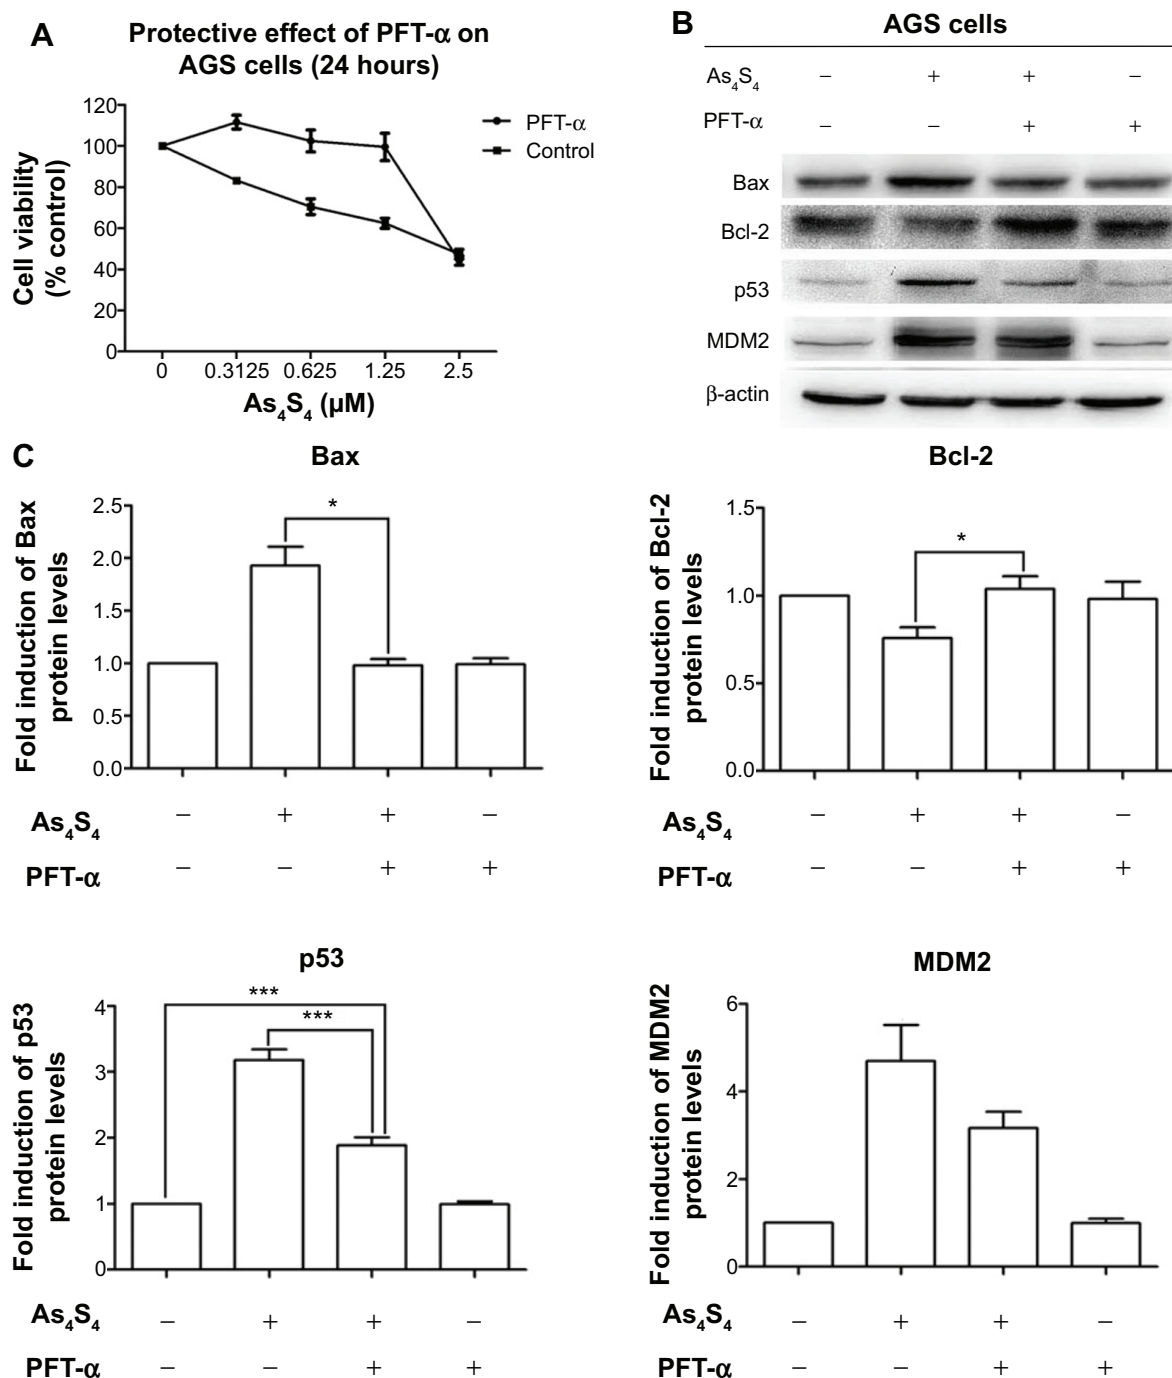 A
Protective effect of PFT-α on
AGS cells (24 hours)
Cell viability
(% control)
120
100
80
60
40
20
0
0 0.3125 0.625 1.25 2.5
As₄S₄ (µM)
PFT-α
Control
B
AGS cells
As₄S₄ − + + −
PFT-α − − + +
Bax
Bcl-2
p53
MDM2
β-actin
C
Bax
Fold induction of Bax
protein levels
2.5
2.0
1.5
1.0
0.5
0.0
*
As₄S₄ − + + −
PFT-α − − + +
Bcl-2
Fold induction of Bcl-2
protein levels
1.5
1.0
0.5
0.0
*
As₄S₄ − + + −
PFT-α − − + +
p53
Fold induction of p53
protein levels
4
3
2
1
0
***
***
As₄S₄ − + + −
PFT-α − − + +
MDM2
Fold induction of MDM2
protein levels
6
4
2
0
As₄S₄ − + + −
PFT-α − − + +